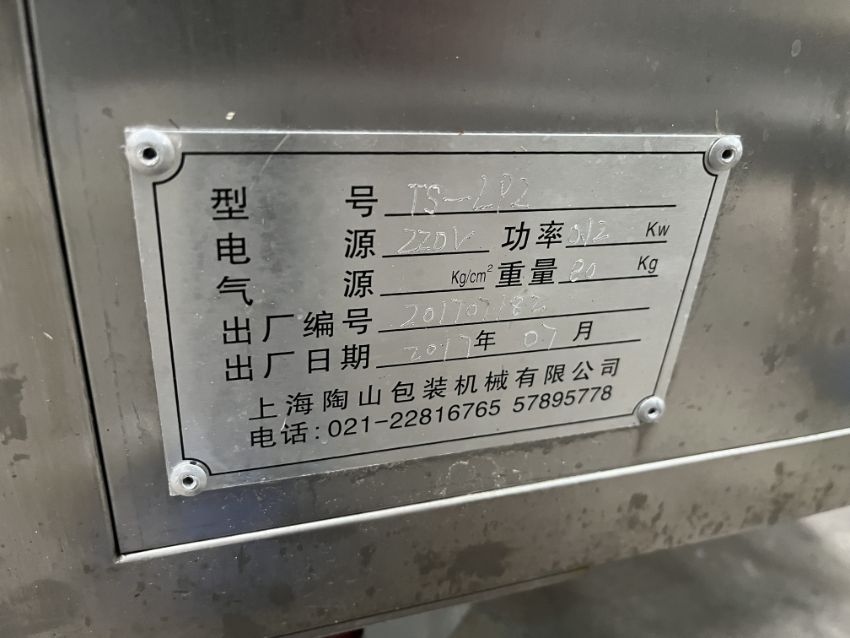 型 号 TS-LP2
电 源 220V 功率 0.12 Kw
气 源 Kg/cm² 重量 80 Kg
出厂编号 20170782
出厂日期 2017 年 07 月
上海陶山包装机械有限公司
电话:021-22816765 57895778